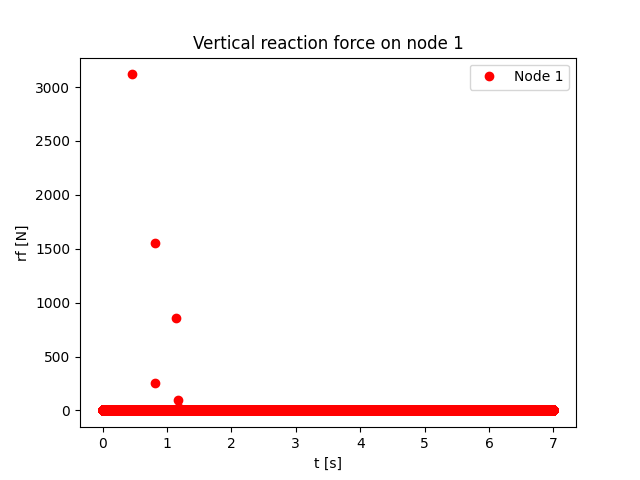 Vertical reaction force on node 1
Node 1
3000
2500
2000
1500
1000
500
0
rf [N]
0 1 2 3 4 5 6 7
t [s]